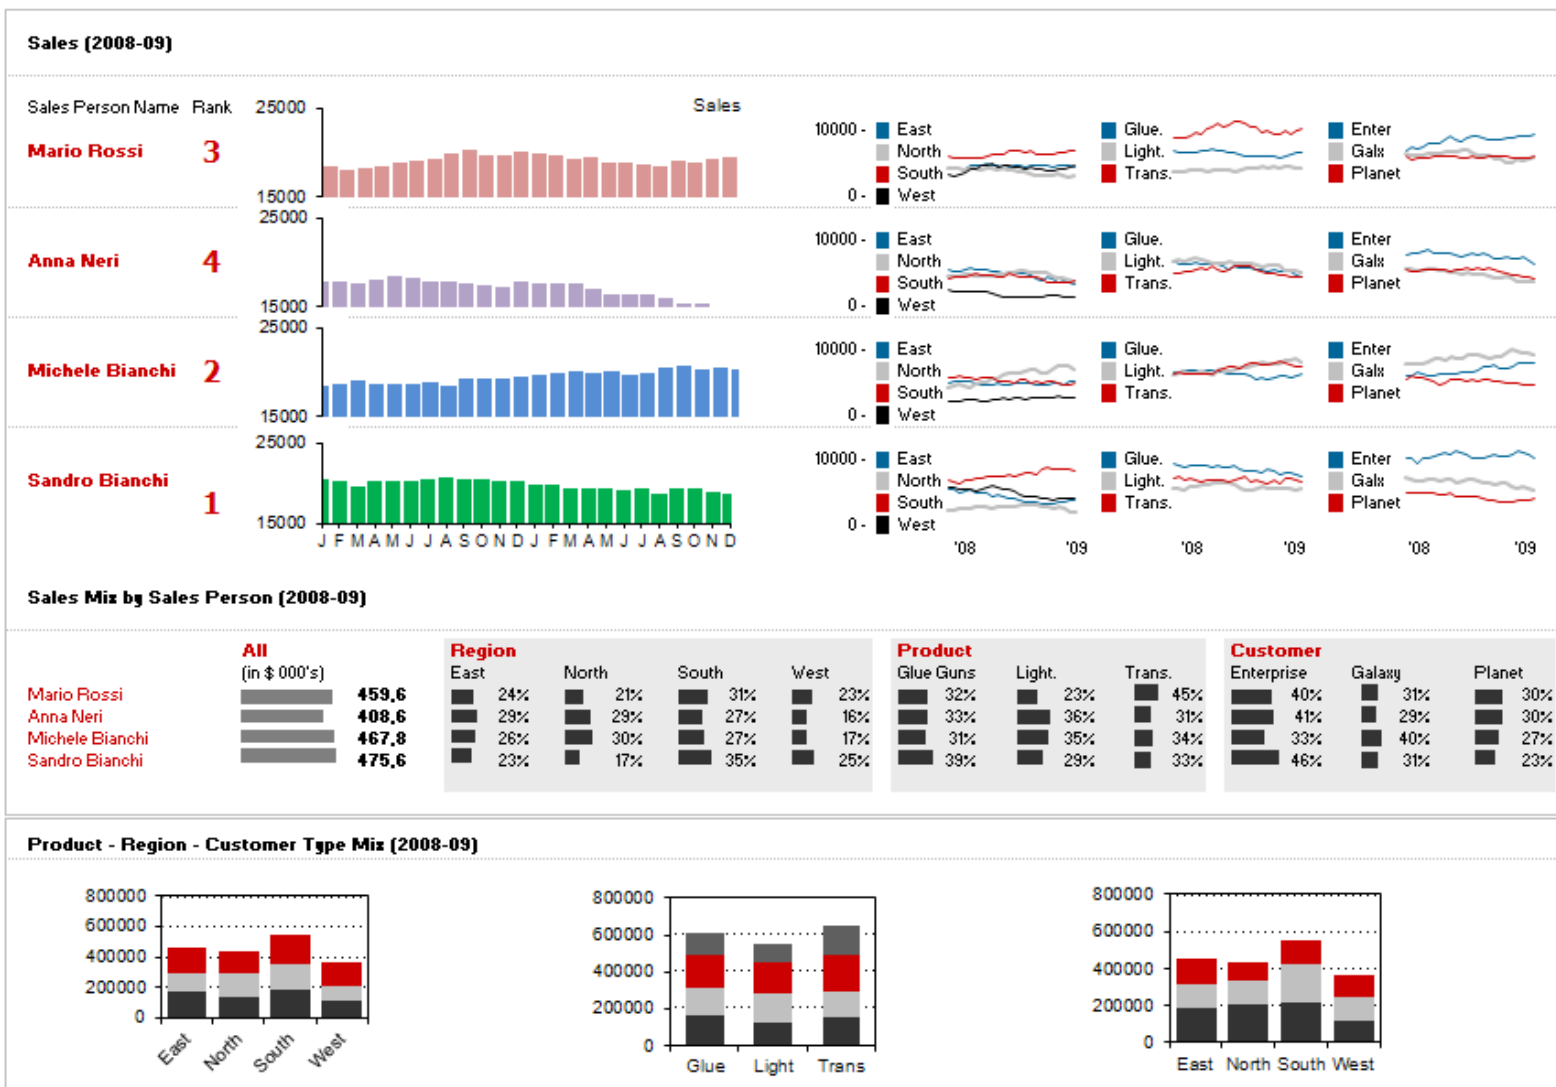 Sales (2008-09)
Sales Person Name Rank 25000 Sales
Mario Rossi 3
15000
10000 - East
North
South
0 - West
Glue.
Light.
Trans.
Enter
Galx
Planet
25000
Anna Neri 4
15000
10000 - East
North
South
0 - West
Glue.
Light.
Trans.
Enter
Galx
Planet
25000
Michele Bianchi 2
15000
10000 - East
North
South
0 - West
Glue.
Light.
Trans.
Enter
Galx
Planet
25000
Sandro Bianchi 1
15000
J F M A M J J A S O N D J F M A M J J A S O N D
10000 - East
North
South
0 - West
Glue.
Light.
Trans.
Enter
Galx
Planet
'08 '09 '08 '09 '08 '09
Sales Mix by Sales Person (2008-09)
All Region Product Customer
(in $ 000's) East North South West Glue Guns Light. Trans. Enterprise Galaxy Planet
Mario Rossi 459,6 24% 21% 31% 23% 32% 23% 45% 40% 31% 30%
Anna Neri 408,6 29% 29% 27% 16% 33% 36% 31% 41% 29% 30%
Michele Bianchi 467,8 26% 30% 27% 17% 31% 35% 34% 33% 40% 27%
Sandro Bianchi 475,6 23% 17% 35% 25% 39% 29% 33% 46% 31% 23%
Product - Region - Customer Type Mix (2008-09)
800000
600000
400000
200000
0
East North South West
800000
600000
400000
200000
0
Glue Light Trans
800000
600000
400000
200000
0
East North South West